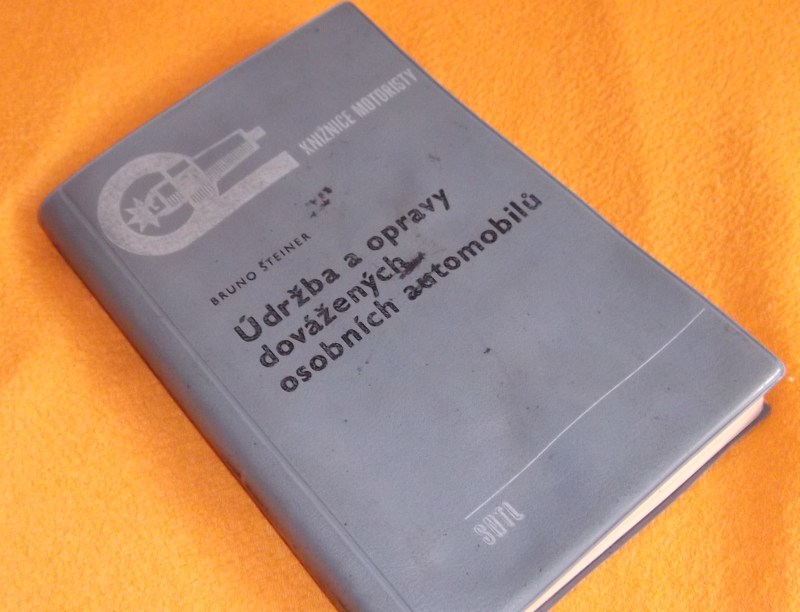 KNIŽNICE MOTORISTY
BRUNO ŠTEINER
Údržba a opravy
dovážených
osobních automobilů
SNTL